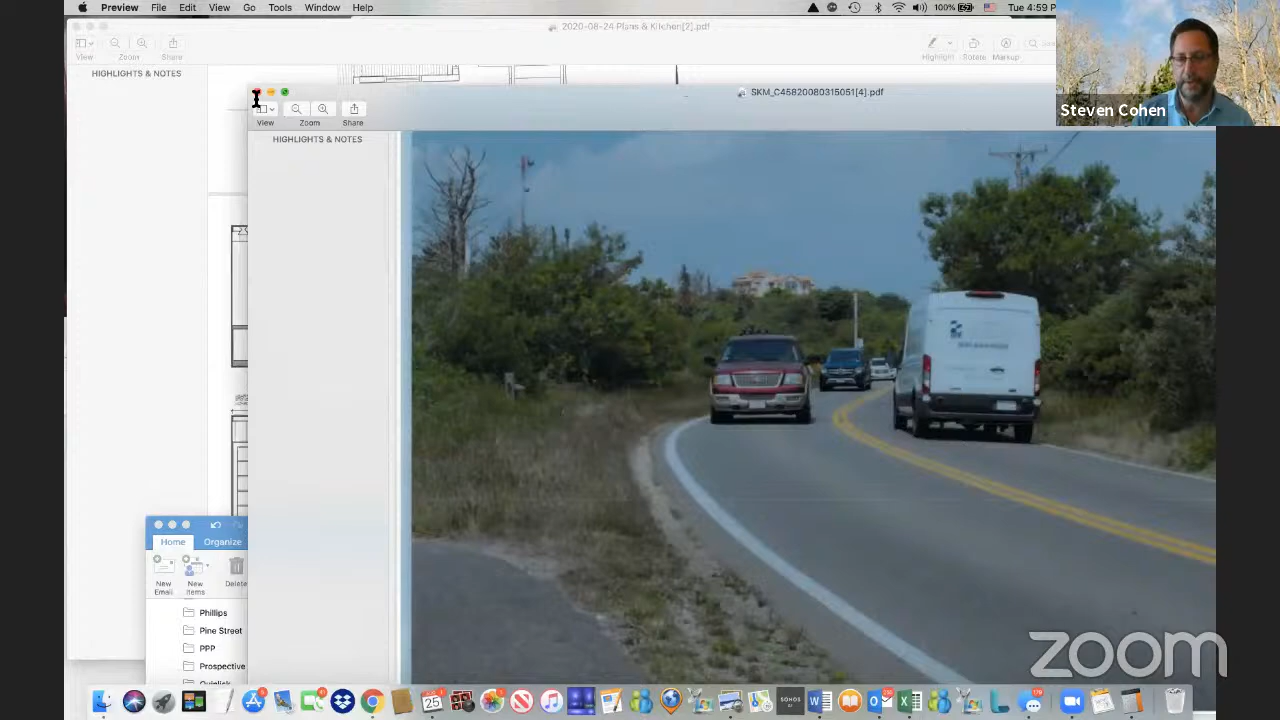 Preview File Edit View Go Tools Window Help
100% Tue 4:59 P
2020-08-24 Plans & Kitchen[2].pdf
View Zoom Share Highlight Rotate Markup
HIGHLIGHTS & NOTES
SKM_C45820080315051[4].pdf
View Zoom Share
HIGHLIGHTS & NOTES
Steven Cohen
Home Organize
New Email New Items Delete
Phillips
Pine Street
PPP
Prospective
25
SONOS
zoom